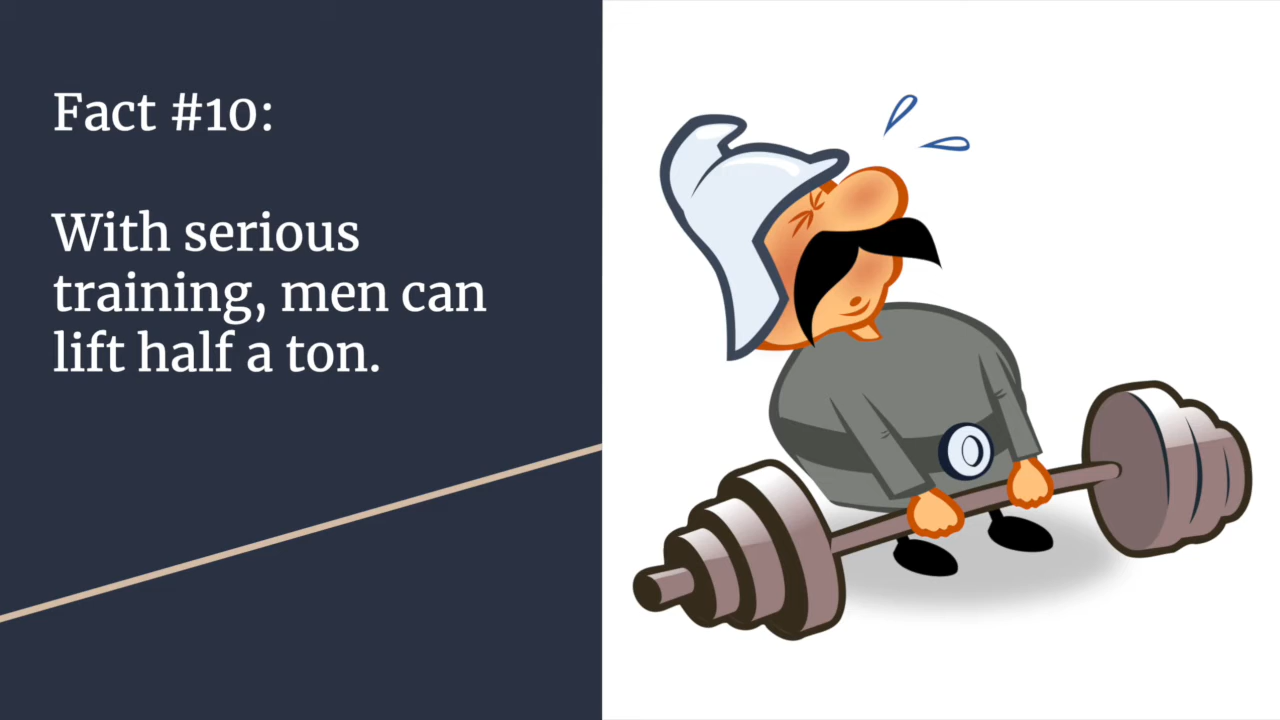 Fact #10:
With serious
training, men can
lift half a ton.